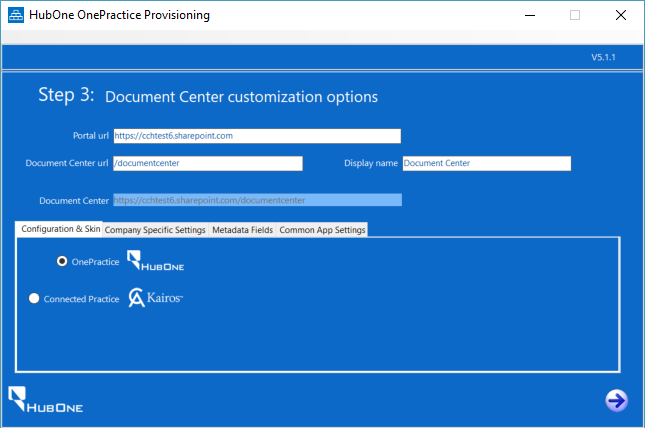 HubOne OnePractice Provisioning
V5.1.1
Step 3: Document Center customization options
Portal url https://cchtest6.sharepoint.com
Document Center url /documentcenter Display name Document Center
Document Center https://cchtest6.sharepoint.com/documentcenter
Configuration & Skin Company Specific Settings Metadata Fields Common App Settings
OnePractice HUBONE
Connected Practice Kairos™
HUBONE